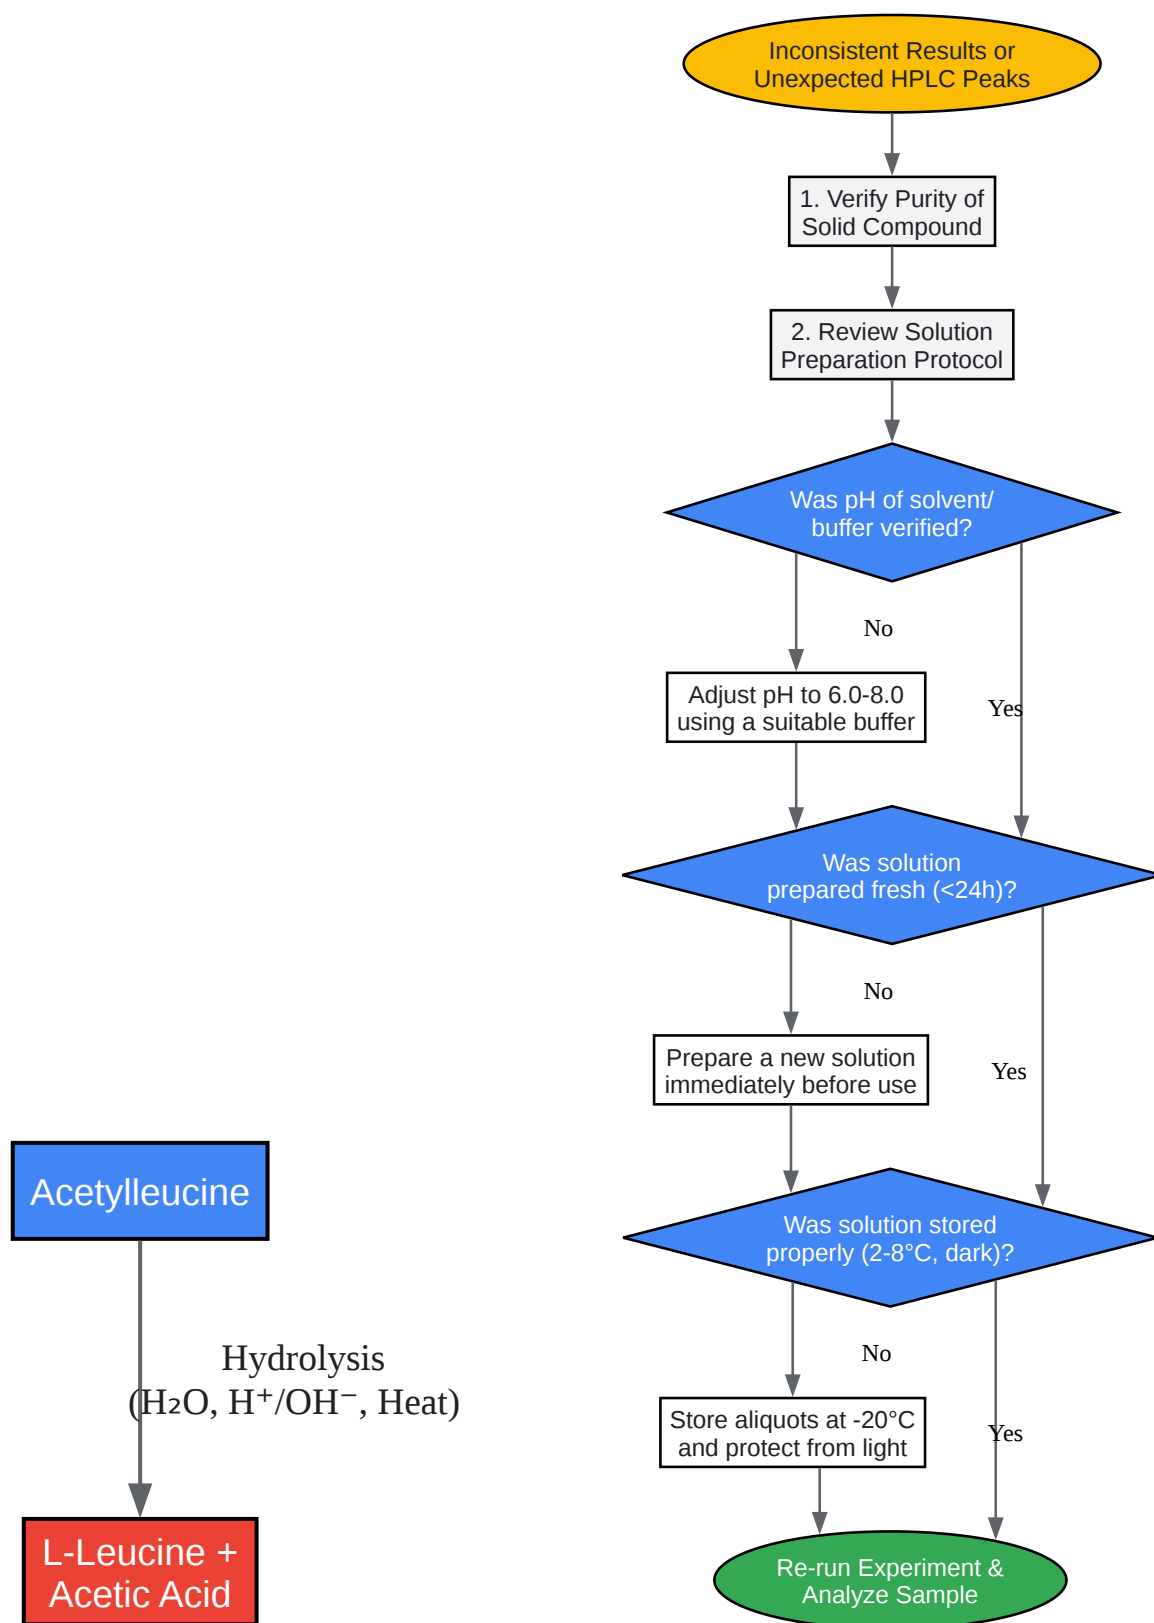 Inconsistent Results or
Unexpected HPLC Peaks
1. Verify Purity of
Solid Compound
2. Review Solution
Preparation Protocol
Was pH of solvent/
buffer verified?
No
Adjust pH to 6.0-8.0
using a suitable buffer
Yes
Was solution
prepared fresh (<24h)?
No
Prepare a new solution
immediately before use
Yes
Was solution stored
properly (2-8°C, dark)?
No
Store aliquots at -20°C
and protect from light
Yes
Re-run Experiment &
Analyze Sample
Acetylleucine
Hydrolysis
(H₂O, H⁺/OH⁻, Heat)
L-Leucine +
Acetic Acid